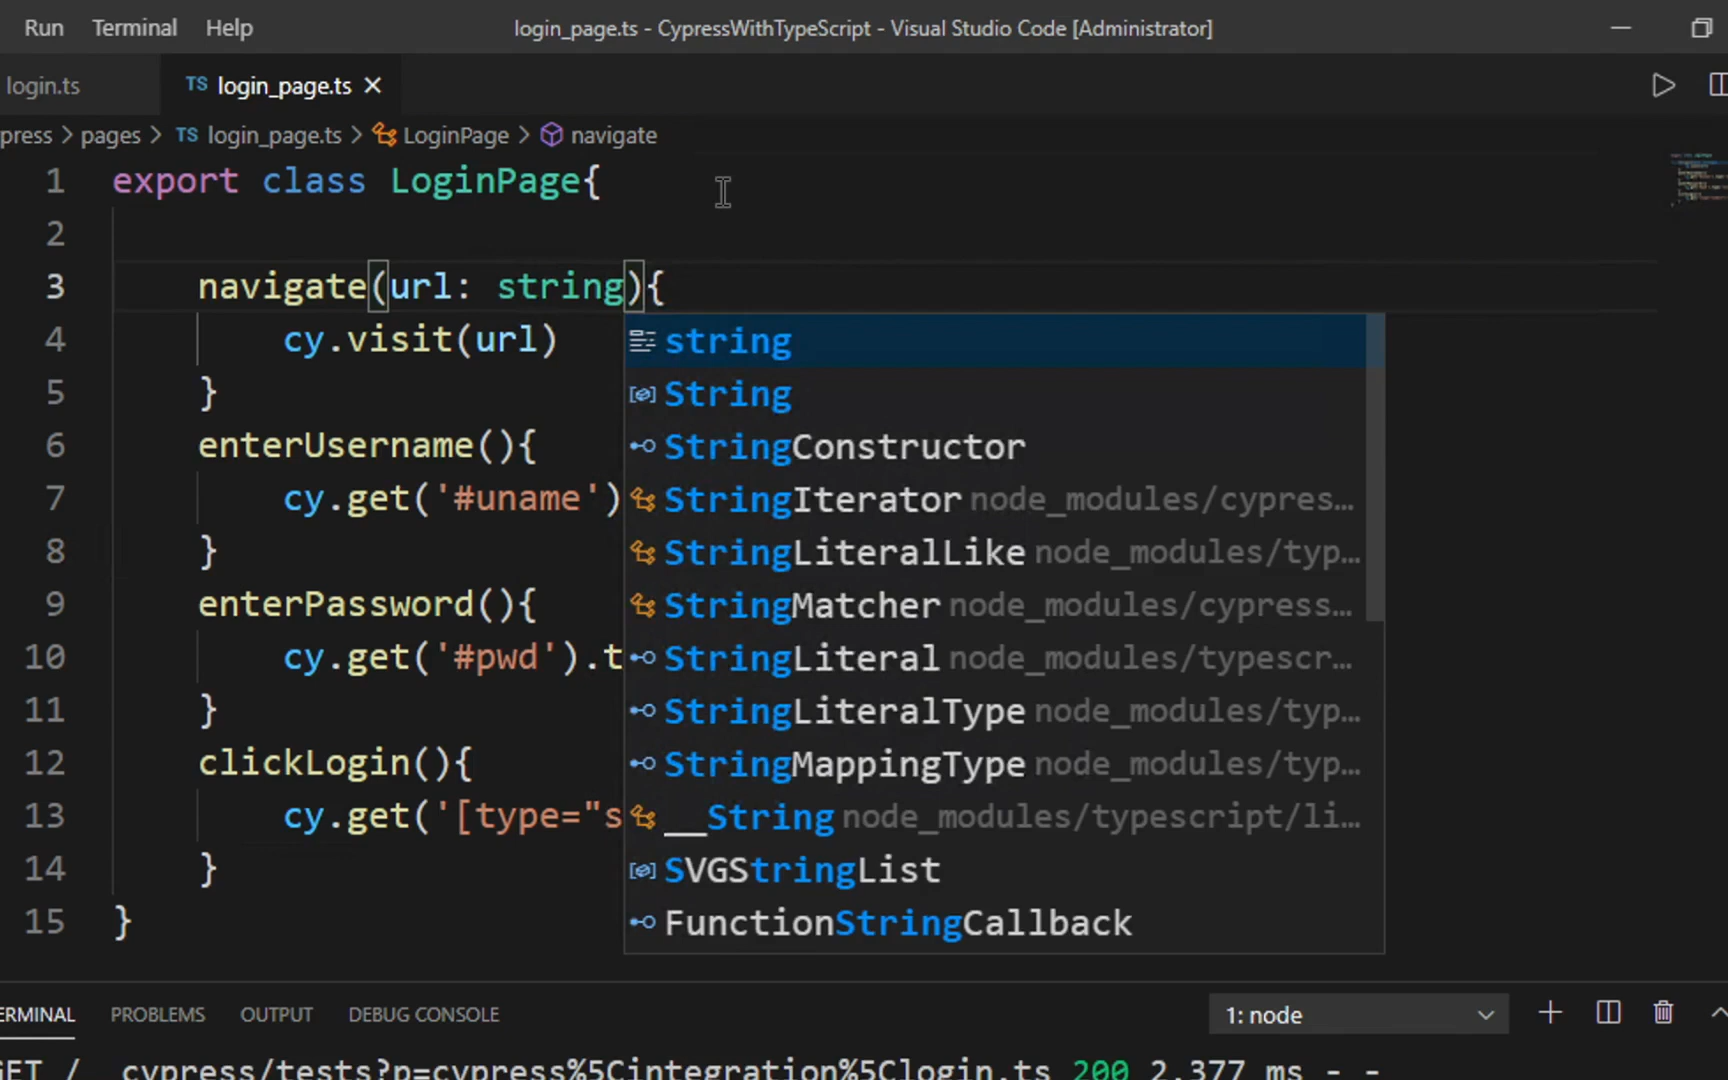 Run Terminal Help login_page.ts - CypressWithTypeScript - Visual Studio Code [Administrator]
login.ts TS login_page.ts
press > pages > TS login_page.ts > LoginPage > navigate
1 export class LoginPage{
2
3 navigate(url: string){
4 cy.visit(url)
5 }
6 enterUsername(){
7 cy.get('#uname')
8 }
9 enterPassword(){
10 cy.get('#pwd').t
11 }
12 clickLogin(){
13 cy.get('[type="s
14 }
15 }
string
String
StringConstructor
StringIterator node_modules/cypres…
StringLiteralLike node_modules/typ…
StringMatcher node_modules/cypress…
StringLiteral node_modules/typescr…
StringLiteralType node_modules/typ…
StringMappingType node_modules/typ…
__String node_modules/typescript/li…
SVGStringList
FunctionStringCallback
ERMINAL PROBLEMS OUTPUT DEBUG CONSOLE 1: node
GET /__cypress/tests?p=cypress%5Cintegration%5Clogin.ts 200 2.377 ms - -